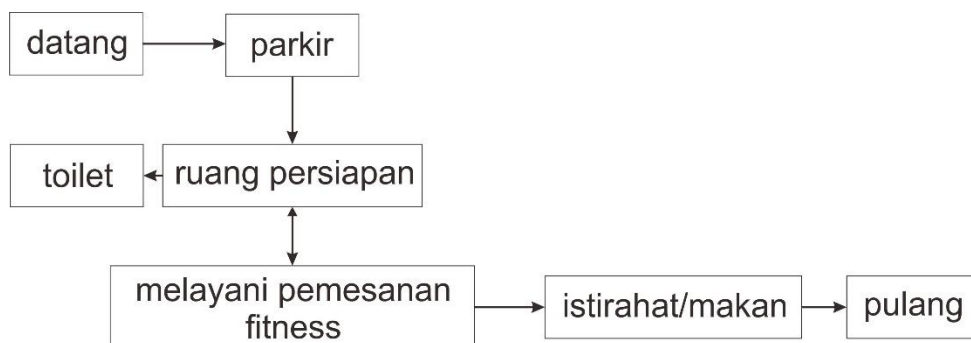 datang
parkir
toilet
ruang persiapan
melayani pemesanan
fitness
istirahat/makan
pulang